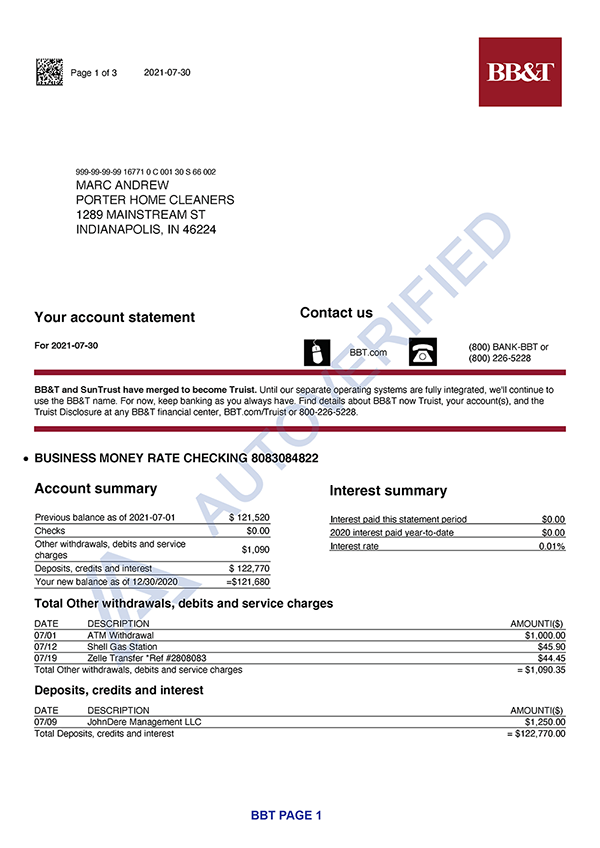 Page 1 of 3 2021-07-30
BB&T
999-99-99-99 16771 0 C 001 30 S 66 002
MARC ANDREW
PORTER HOME CLEANERS
1289 MAINSTREAM ST
INDIANAPOLIS, IN 46224
AUTOVERIFIED
Your account statement
Contact us
For 2021-07-30
BBT.com
(800) BANK-BBT or
(800) 226-5228
BB&T and SunTrust have merged to become Truist. Until our separate operating systems are fully integrated, we'll continue to
use the BB&T name. For now, keep banking as you always have. Find details about BB&T now Truist, your account(s), and the
Truist Disclosure at any BB&T financial center, BBT.com/Truist or 800-226-5228.
• BUSINESS MONEY RATE CHECKING 8083084822
Account summary
Previous balance as of 2021-07-01 $ 121,520
Checks $0.00
Other withdrawals, debits and service
charges $1,090
Deposits, credits and interest $ 122,770
Your new balance as of 12/30/2020 =$121,680
Interest summary
Interest paid this statement period $0.00
2020 interest paid year-to-date $0.00
Interest rate 0.01%
Total Other withdrawals, debits and service charges
DATE DESCRIPTION AMOUNTI($)
07/01 ATM Withdrawal $1,000.00
07/12 Shell Gas Station $45.90
07/19 Zelle Transfer *Ref #2808083 $44.45
Total Other withdrawals, debits and service charges = $1,090.35
Deposits, credits and interest
DATE DESCRIPTION AMOUNTI($)
07/09 JohnDere Management LLC $1,250.00
Total Deposits, credits and interest = $122,770.00
BBT PAGE 1